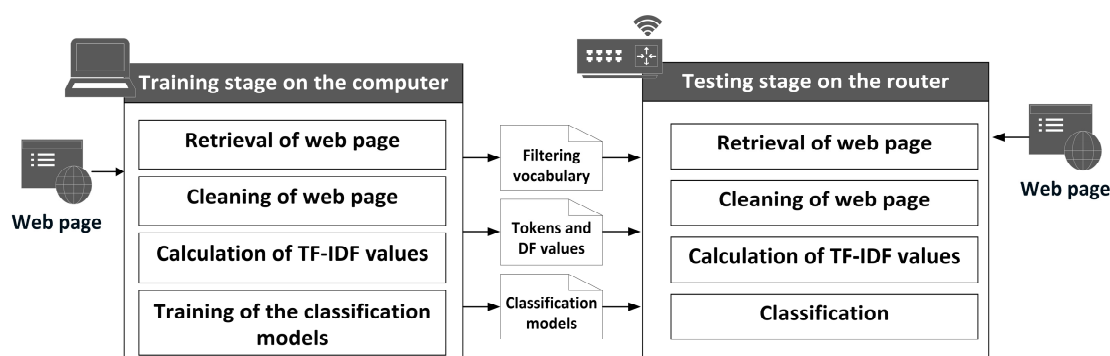 Training stage on the computer
Retrieval of web page
Cleaning of web page
Calculation of TF-IDF values
Training of the classification
models
Web page
Filtering
vocabulary
Tokens and
DF values
Classification
models
Testing stage on the router
Retrieval of web page
Cleaning of web page
Calculation of TF-IDF values
Classification
Web page